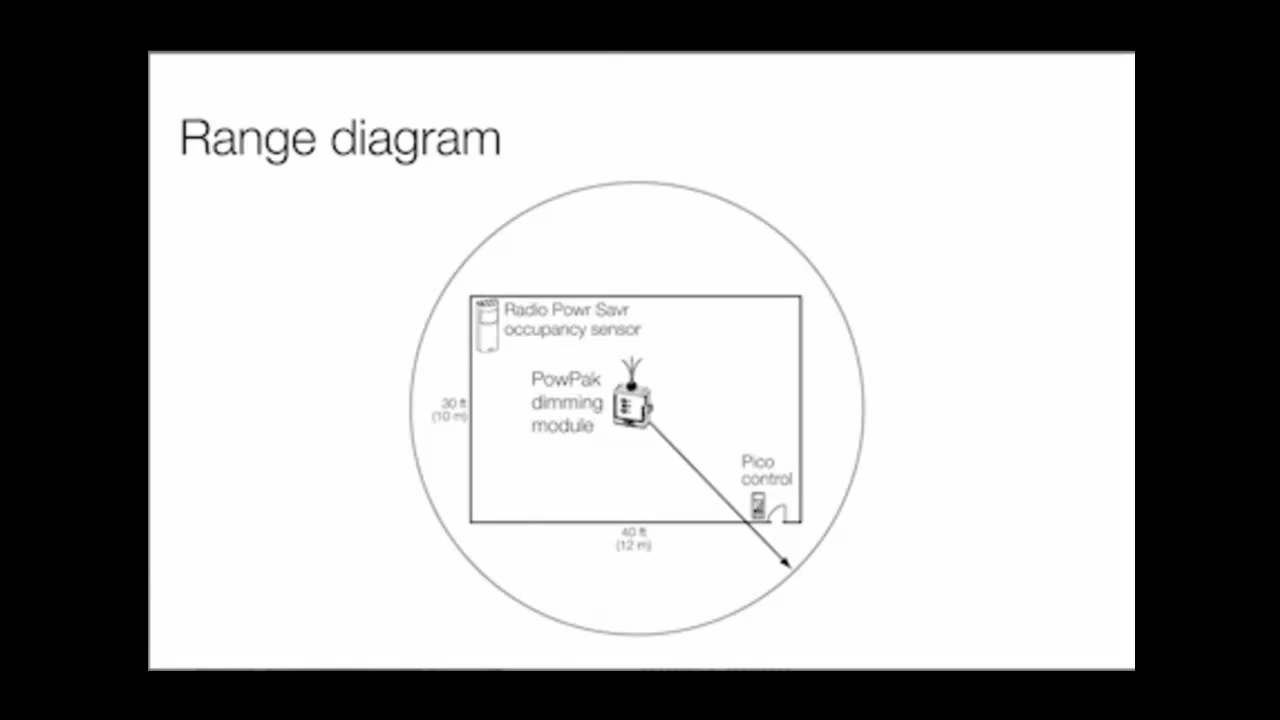 Range diagram
Radio Powr Savr
occupancy sensor
PowPak
dimming
module
30 ft
(10 m)
Pico
control
40 ft
(12 m)